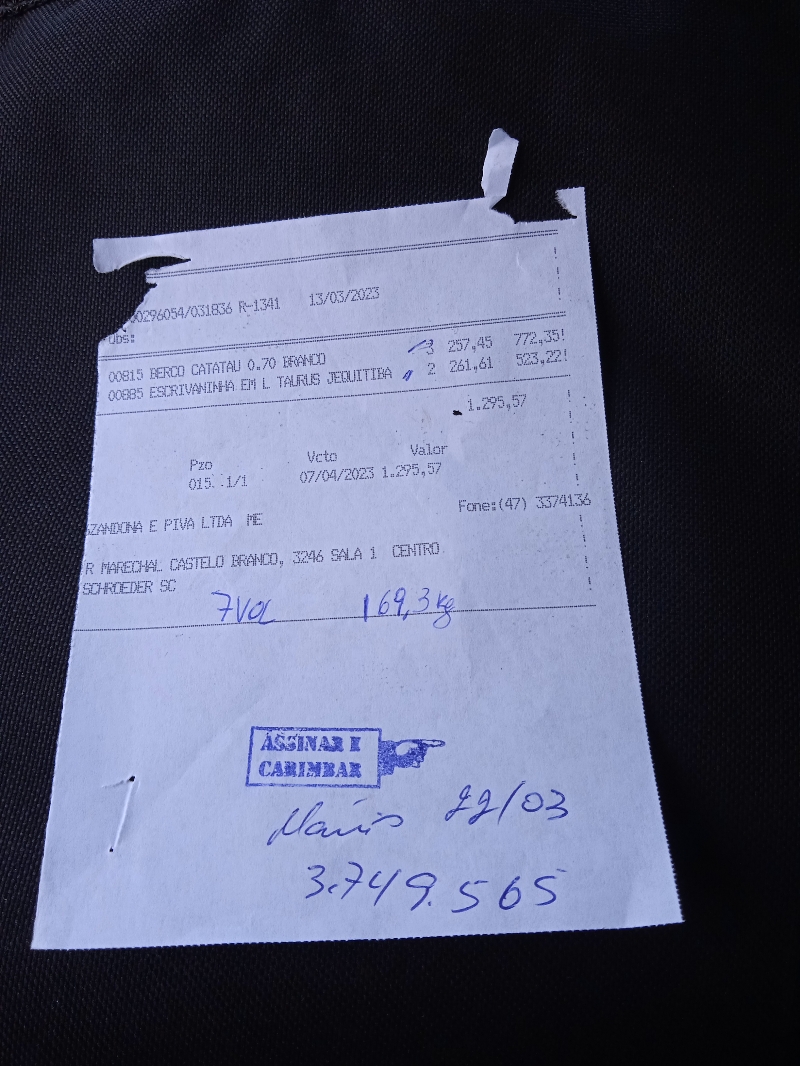 00296054/031836 R-1341 13/03/2023
Obs:
00815 BERCO CATATAU 0.70 BRANCO 3 257,45 772,35!
00885 ESCRIVANINHA EM L TAURUS JEQUITIBA 2 261,61 523,22!
1.295,57
Pzo Vcto Valor
015. 1/1 07/04/2023 1.295,57
ZANDONA E PIVA LTDA ME Fone:(47) 3374136
R MARECHAL CASTELO BRANCO, 3246 SALA 1 CENTRO
SCHROEDER SC
7VOL 169,3 kg
ASSINAR E
CARIMBAR
22/03
3.749.565